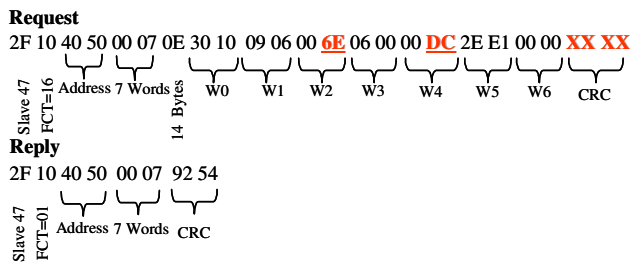 Request
2F 10 40 50 00 07 0E 30 10 09 06 00 6E 06 00 00 DC 2E E1 00 00 XX XX
Slave 47 FCT=16 Address 7 Words 14 Bytes W0 W1 W2 W3 W4 W5 W6 CRC
Reply
2F 10 40 50 00 07 92 54
Slave 47 FCT=01 Address 7 Words CRC